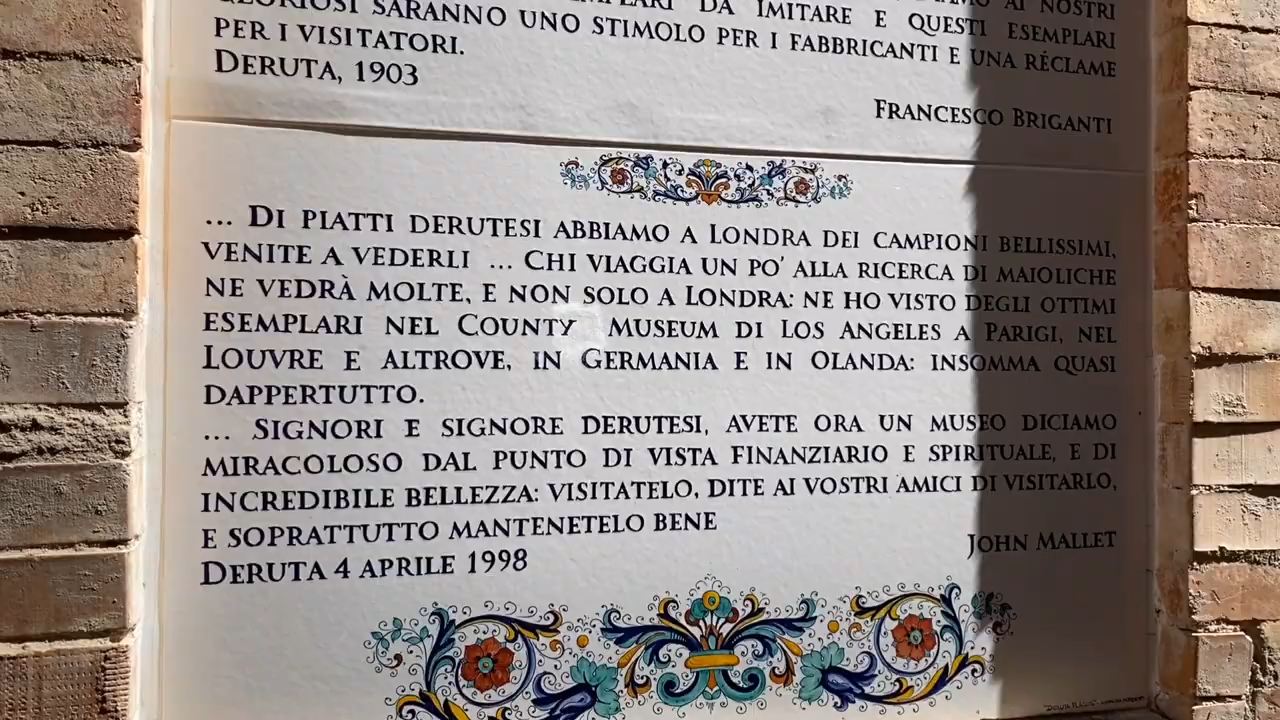 DA IMITARE E QUESTI ESEMPLARI
GLORIOSI SARANNO UNO STIMOLO PER I FABBRICANTI E UNA RÉCLAME
PER I VISITATORI.
DERUTA, 1903
FRANCESCO BRIGANTI
... DI PIATTI DERUTESI ABBIAMO A LONDRA DEI CAMPIONI BELLISSIMI,
VENITE A VEDERLI ... CHI VIAGGIA UN PO' ALLA RICERCA DI MAIOLICHE
NE VEDRÀ MOLTE, E NON SOLO A LONDRA: NE HO VISTO DEGLI OTTIMI
ESEMPLARI NEL COUNTY MUSEUM DI LOS ANGELES A PARIGI, NEL
LOUVRE E ALTROVE, IN GERMANIA E IN OLANDA: INSOMMA QUASI
DAPPERTUTTO.
... SIGNORI E SIGNORE DERUTESI, AVETE ORA UN MUSEO DICIAMO
MIRACOLOSO DAL PUNTO DI VISTA FINANZIARIO E SPIRITUALE, E DI
INCREDIBILE BELLEZZA: VISITATELO, DITE AI VOSTRI AMICI DI VISITARLO,
E SOPRATTUTTO MANTENETELO BENE
DERUTA 4 APRILE 1998
JOHN MALLET